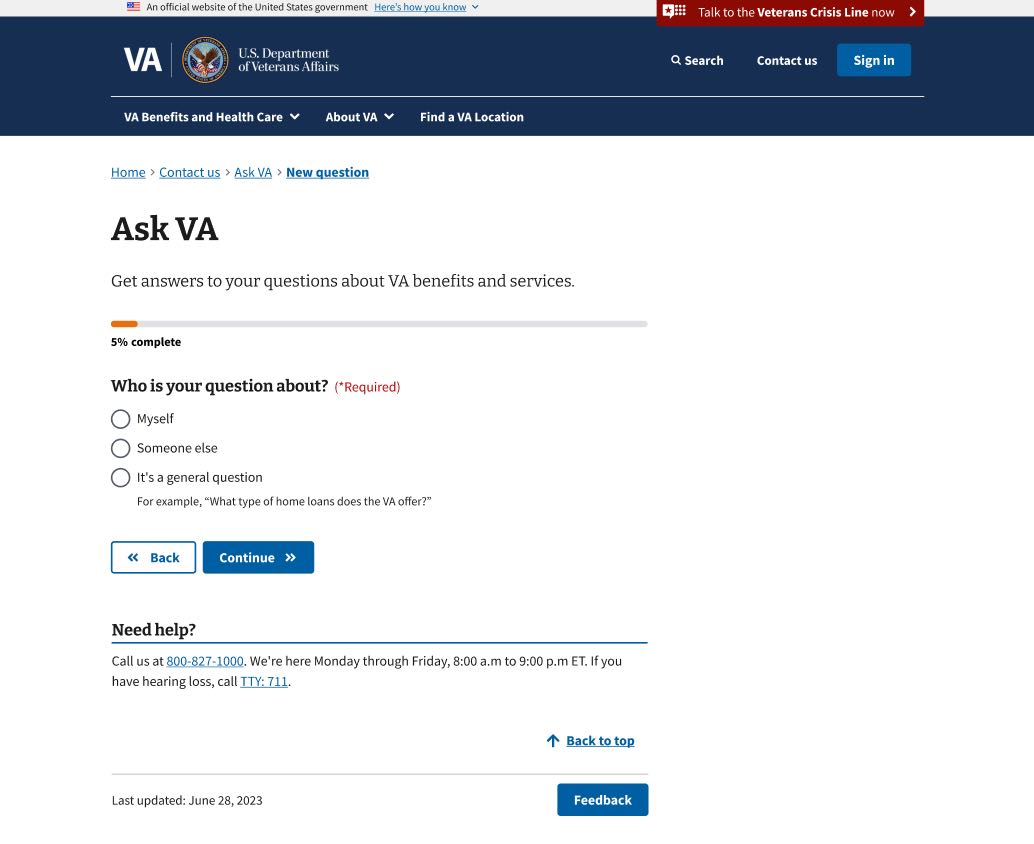 An official website of the United States government Here's how you know
Talk to the Veterans Crisis Line now
VA
U.S. Department
of Veterans Affairs
Search
Contact us
Sign in
VA Benefits and Health Care
About VA
Find a VA Location
Home > Contact us > Ask VA > New question
Ask VA
Get answers to your questions about VA benefits and services.
5% complete
Who is your question about? (*Required)
Myself
Someone else
It's a general question
For example, “What type of home loans does the VA offer?”
Back
Continue
Need help?
Call us at 800-827-1000. We're here Monday through Friday, 8:00 a.m to 9:00 p.m ET. If you
have hearing loss, call TTY: 711.
Back to top
Last updated: June 28, 2023
Feedback